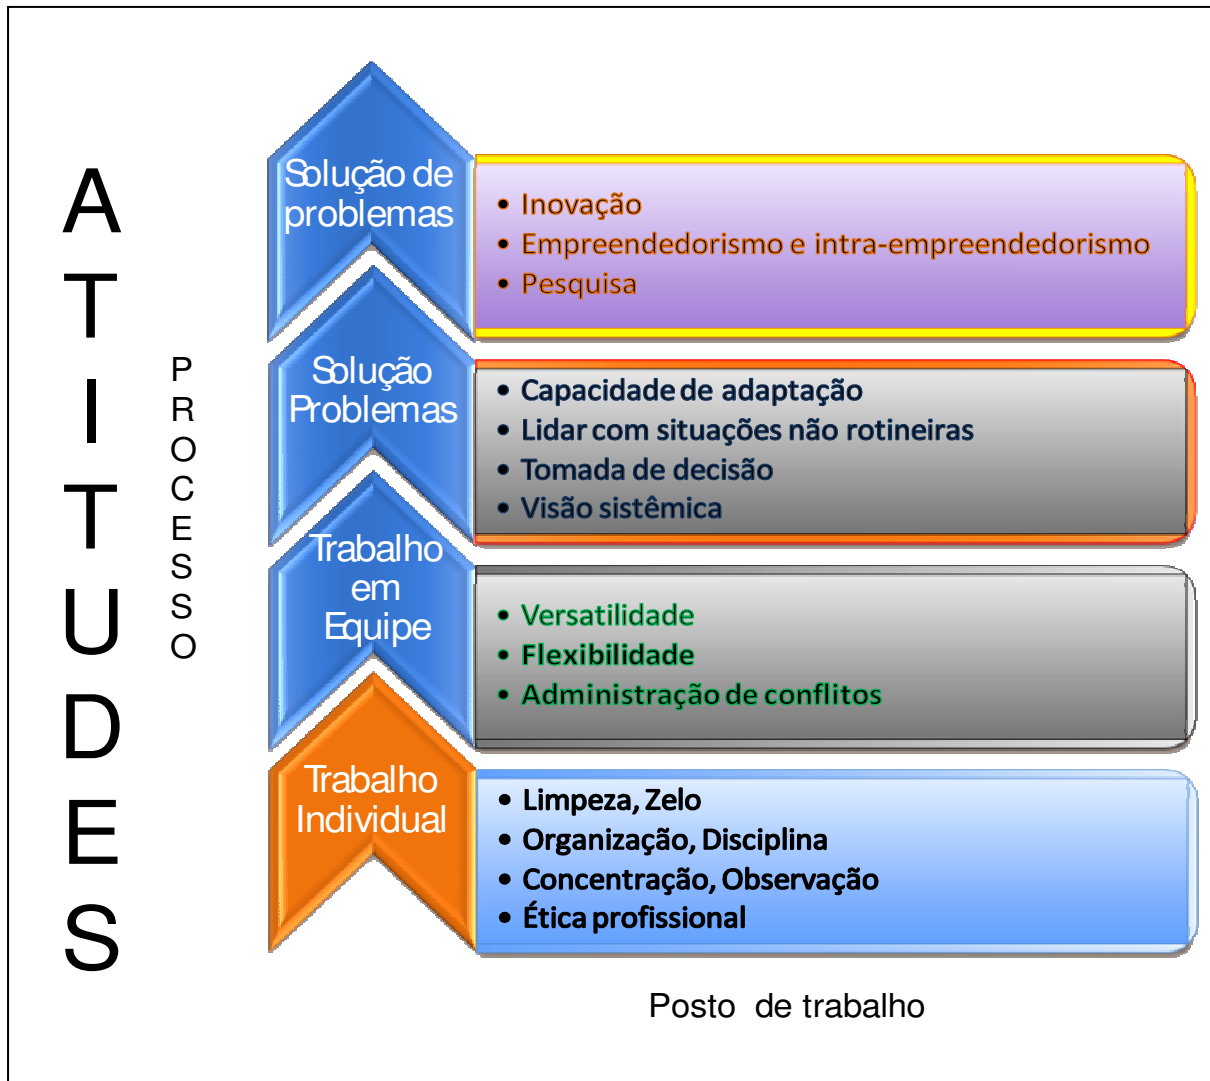 ATITUDES
PROCESSO
Solução de
problemas
• Inovação
• Empreendedorismo e intra-empreendedorismo
• Pesquisa
Solução
Problemas
• Capacidade de adaptação
• Lidar com situações não rotineiras
• Tomada de decisão
• Visão sistêmica
Trabalho
em
Equipe
• Versatilidade
• Flexibilidade
• Administração de conflitos
Trabalho
Individual
• Limpeza, Zelo
• Organização, Disciplina
• Concentração, Observação
• Ética profissional
Posto de trabalho